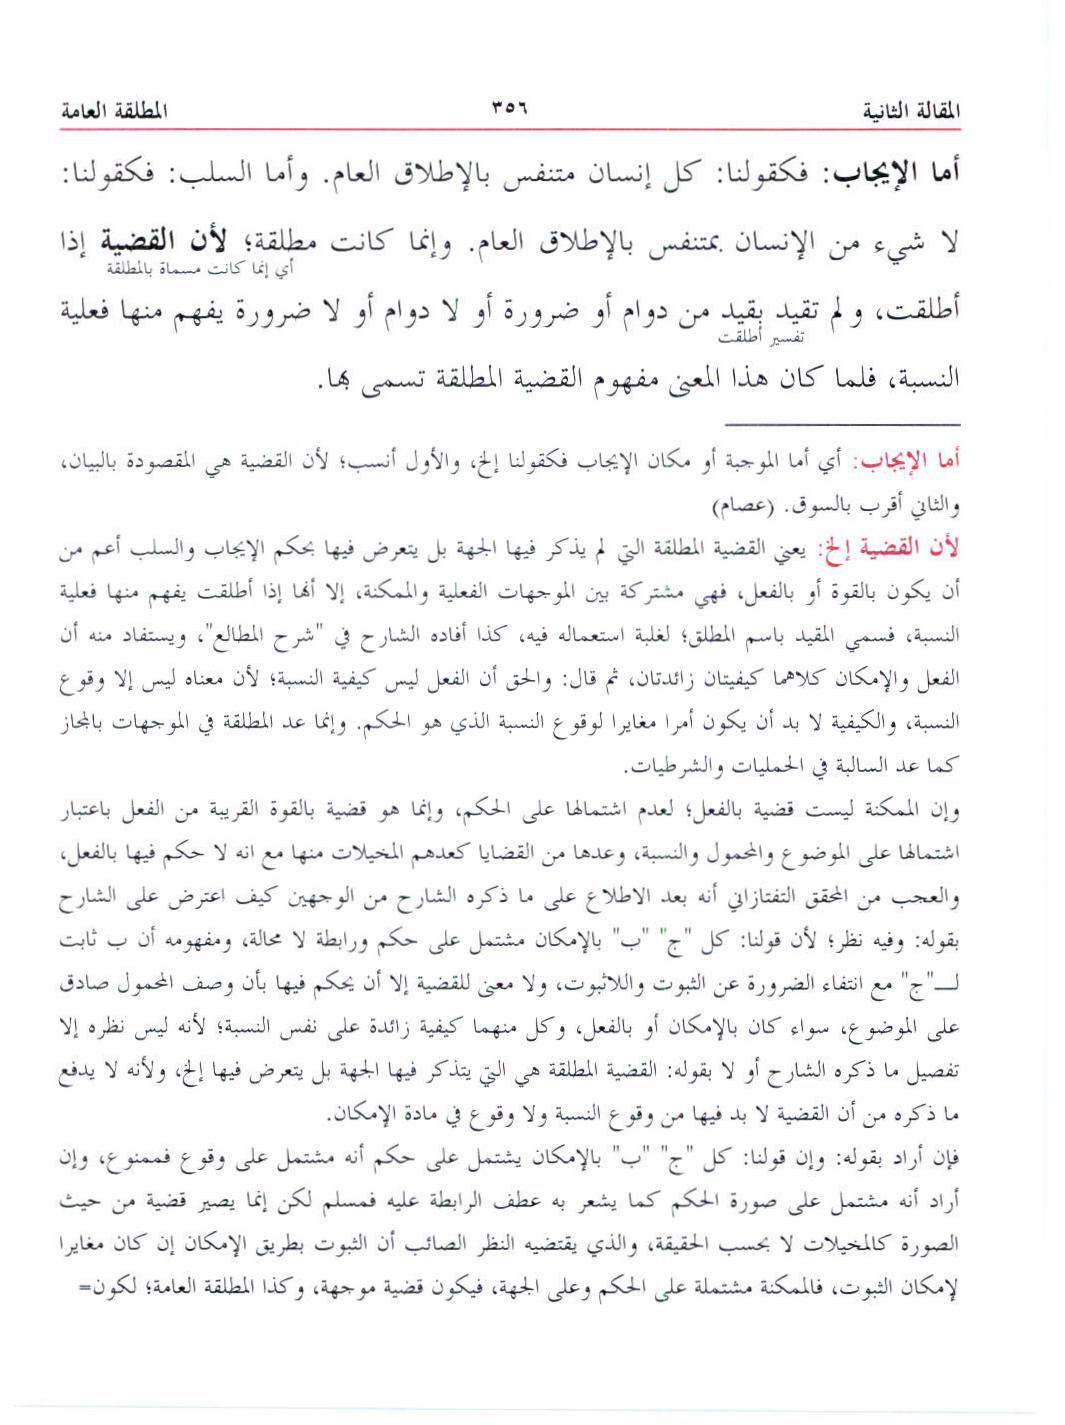 المقالة الثانية ٣٥٦ المطلقة العامة
أما الإيجاب: فكقولنا: كل إنسان متنفس بالإطلاق العام. وأما السلب: فكقولنا:
لا شيء من الإنسان بمتنفس بالإطلاق العام. وإنما كانت مطلقة؛ لأن القضية إذا
أي إنما كانت مسماة بالمطلقة
أطلقت، ولم تقيد بقيد من دوام أو ضرورة أو لا دوام أو لا ضرورة يفهم منها فعلية
تفسير أطلقت
النسبة، فلما كان هذا المعنى مفهوم القضية المطلقة تسمى بها.
أما الإيجاب: أي أما الموجبة أو مكان الإيجاب فكقولنا إلخ، والأول أنسب؛ لأن القضية هي المقصودة بالبيان،
والثاني أقرب بالسوق. (عصام)
لأن القضية إلخ: يعني القضية المطلقة التي لم يذكر فيها الجهة بل يتعرض فيها بحكم الإيجاب والسلب أعم من
أن يكون بالقوة أو بالفعل، فهي مشتركة بين الموجهات الفعلية والممكنة، إلا أنها إذا أطلقت يفهم منها فعلية
النسبة، فسمي المقيد باسم المطلق؛ لغلبة استعماله فيه، كذا أفاده الشارح في "شرح المطالع"، ويستفاد منه أن
الفعل والإمكان كلاهما كيفيتان زائدتان، ثم قال: والحق أن الفعل ليس كيفية النسبة؛ لأن معناه ليس إلا وقوع
النسبة، والكيفية لا بد أن يكون أمرا مغايرا لوقوع النسبة الذي هو الحكم. وإنما عد المطلقة في الموجهات بالمجاز
كما عد السالبة في الحمليات والشرطيات.
وإن الممكنة ليست قضية بالفعل؛ لعدم اشتمالها على الحكم، وإنما هو قضية بالقوة القريبة من الفعل باعتبار
اشتمالها على الموضوع والمحمول والنسبة، وعدها من القضايا كعدهم المخيلات منها مع انه لا حكم فيها بالفعل،
والعجب من المحقق التفتازاني أنه بعد الاطلاع على ما ذكره الشارح من الوجهين كيف اعترض على الشارح
بقوله: وفيه نظر؛ لأن قولنا: كل "ج" "ب" بالإمكان مشتمل على حكم ورابطة لا محالة، ومفهومه أن ب ثابت
لـــ"ج" مع انتفاء الضرورة عن الثبوت واللاثبوت، ولا معنى للقضية إلا أن يحكم فيها بأن وصف المحمول صادق
على الموضوع، سواء كان بالإمكان أو بالفعل، وكل منهما كيفية زائدة على نفس النسبة؛ لأنه ليس نظره إلا
تفصيل ما ذكره الشارح أو لا بقوله: القضية المطلقة هي التي يتذكر فيها الجهة بل يتعرض فيها إلخ، ولأنه لا يدفع
ما ذكره من أن القضية لا بد فيها من وقوع النسبة ولا وقوع في مادة الإمكان.
فإن أراد بقوله: وإن قولنا: كل "ج" "ب" بالإمكان يشتمل على حكم أنه مشتمل على وقوع فممنوع، وإن
أراد أنه مشتمل على صورة الحكم كما يشعر به عطف الرابطة عليه فمسلم لكن إنما يصير قضية من حيث
الصورة كالمخيلات لا بحسب الحقيقة، والذي يقتضيه النظر الصائب أن الثبوت بطريق الإمكان إن كان مغايرا
لإمكان الثبوت، فالممكنة مشتملة على الحكم وعلى الجهة، فيكون قضية موجهة، وكذا المطلقة العامة؛ لكون=